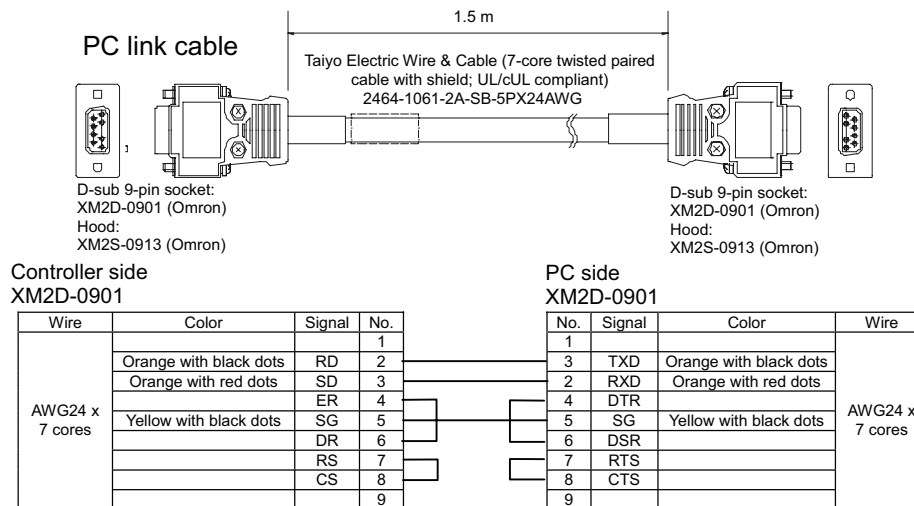 1.5 m
PC link cable
Taiyo Electric Wire & Cable (7-core twisted paired
cable with shield; UL/cUL compliant)
2464-1061-2A-SB-5PX24AWG
1
D-sub 9-pin socket:
XM2D-0901 (Omron)
Hood:
XM2S-0913 (Omron)
D-sub 9-pin socket:
XM2D-0901 (Omron)
Hood:
XM2S-0913 (Omron)
Controller side
XM2D-0901
Wire Color Signal No.
1
Orange with black dots RD 2
Orange with red dots SD 3
ER 4
AWG24 x
7 cores
Yellow with black dots SG 5
DR 6
RS 7
CS 8
9
PC side
XM2D-0901
No. Signal Color Wire
1
3 TXD Orange with black dots
2 RXD Orange with red dots
4 DTR
5 SG Yellow with black dots
AWG24 x
7 cores
6 DSR
7 RTS
8 CTS
9